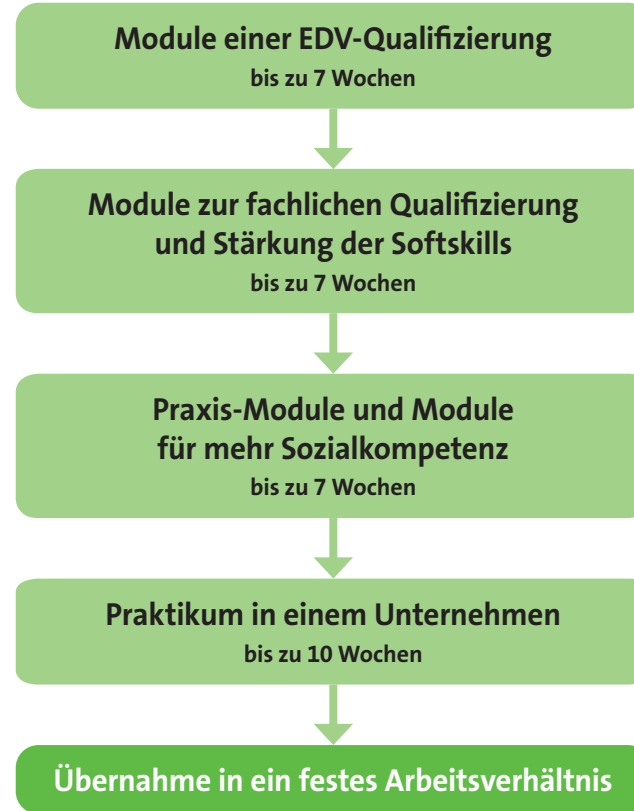 Module einer EDV-Qualifizierung
bis zu 7 Wochen
Module zur fachlichen Qualifizierung
und Stärkung der Softskills
bis zu 7 Wochen
Praxis-Module und Module
für mehr Sozialkompetenz
bis zu 7 Wochen
Praktikum in einem Unternehmen
bis zu 10 Wochen
Übernahme in ein festes Arbeitsverhältnis